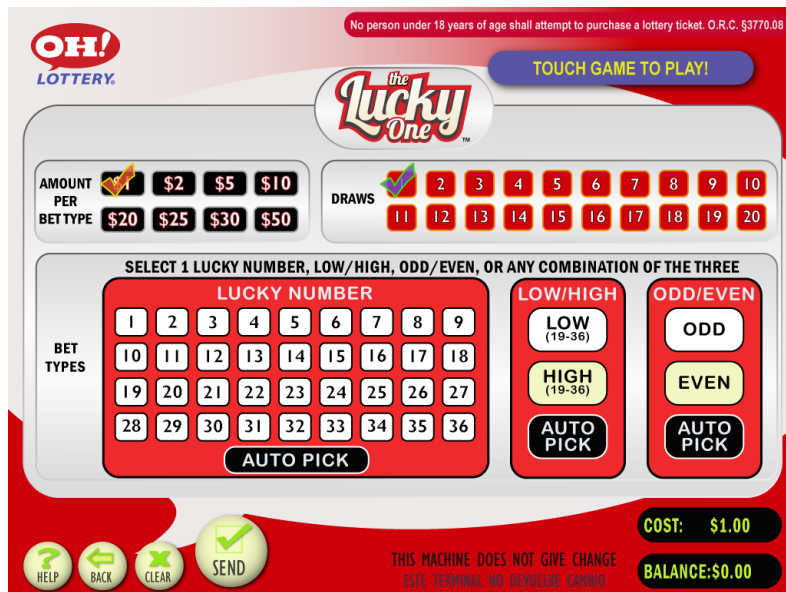 No person under 18 years of age shall attempt to purchase a lottery ticket. O.R.C. §3770.08
OH!
LOTTERY.
TOUCH GAME TO PLAY!
the
Lucky
One™
AMOUNT
PER
BET TYPE
$1 $2 $5 $10
$20 $25 $30 $50
DRAWS
2 3 4 5 6 7 8 9 10
11 12 13 14 15 16 17 18 19 20
SELECT 1 LUCKY NUMBER, LOW/HIGH, ODD/EVEN, OR ANY COMBINATION OF THE THREE
BET
TYPES
LUCKY NUMBER
1 2 3 4 5 6 7 8 9
10 11 12 13 14 15 16 17 18
19 20 21 22 23 24 25 26 27
28 29 30 31 32 33 34 35 36
AUTO PICK
LOW/HIGH
LOW
(19-36)
HIGH
(19-36)
AUTO
PICK
ODD/EVEN
ODD
EVEN
AUTO
PICK
HELP
BACK
CLEAR
SEND
THIS MACHINE DOES NOT GIVE CHANGE
ESTE TERMINAL NO DEVUELVE CAMBIO
COST: $1.00
BALANCE:$0.00